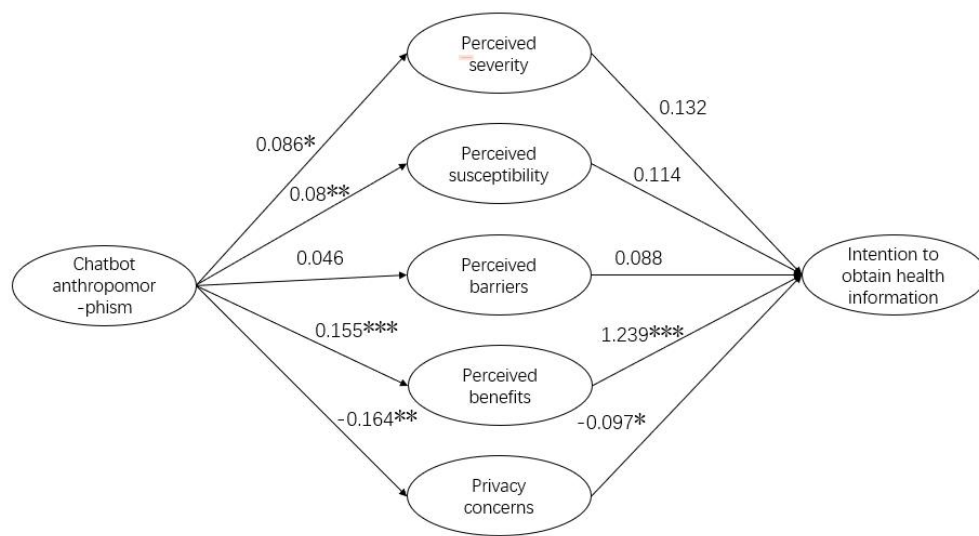 Perceived
severity
0.132
0.086*
Perceived
susceptibility
0.114
0.08**
Chatbot
anthropomor
-phism
0.046
Perceived
barriers
0.088
Intention to
obtain health
information
0.155***
1.239***
Perceived
benefits
-0.164**
-0.097*
Privacy
concerns